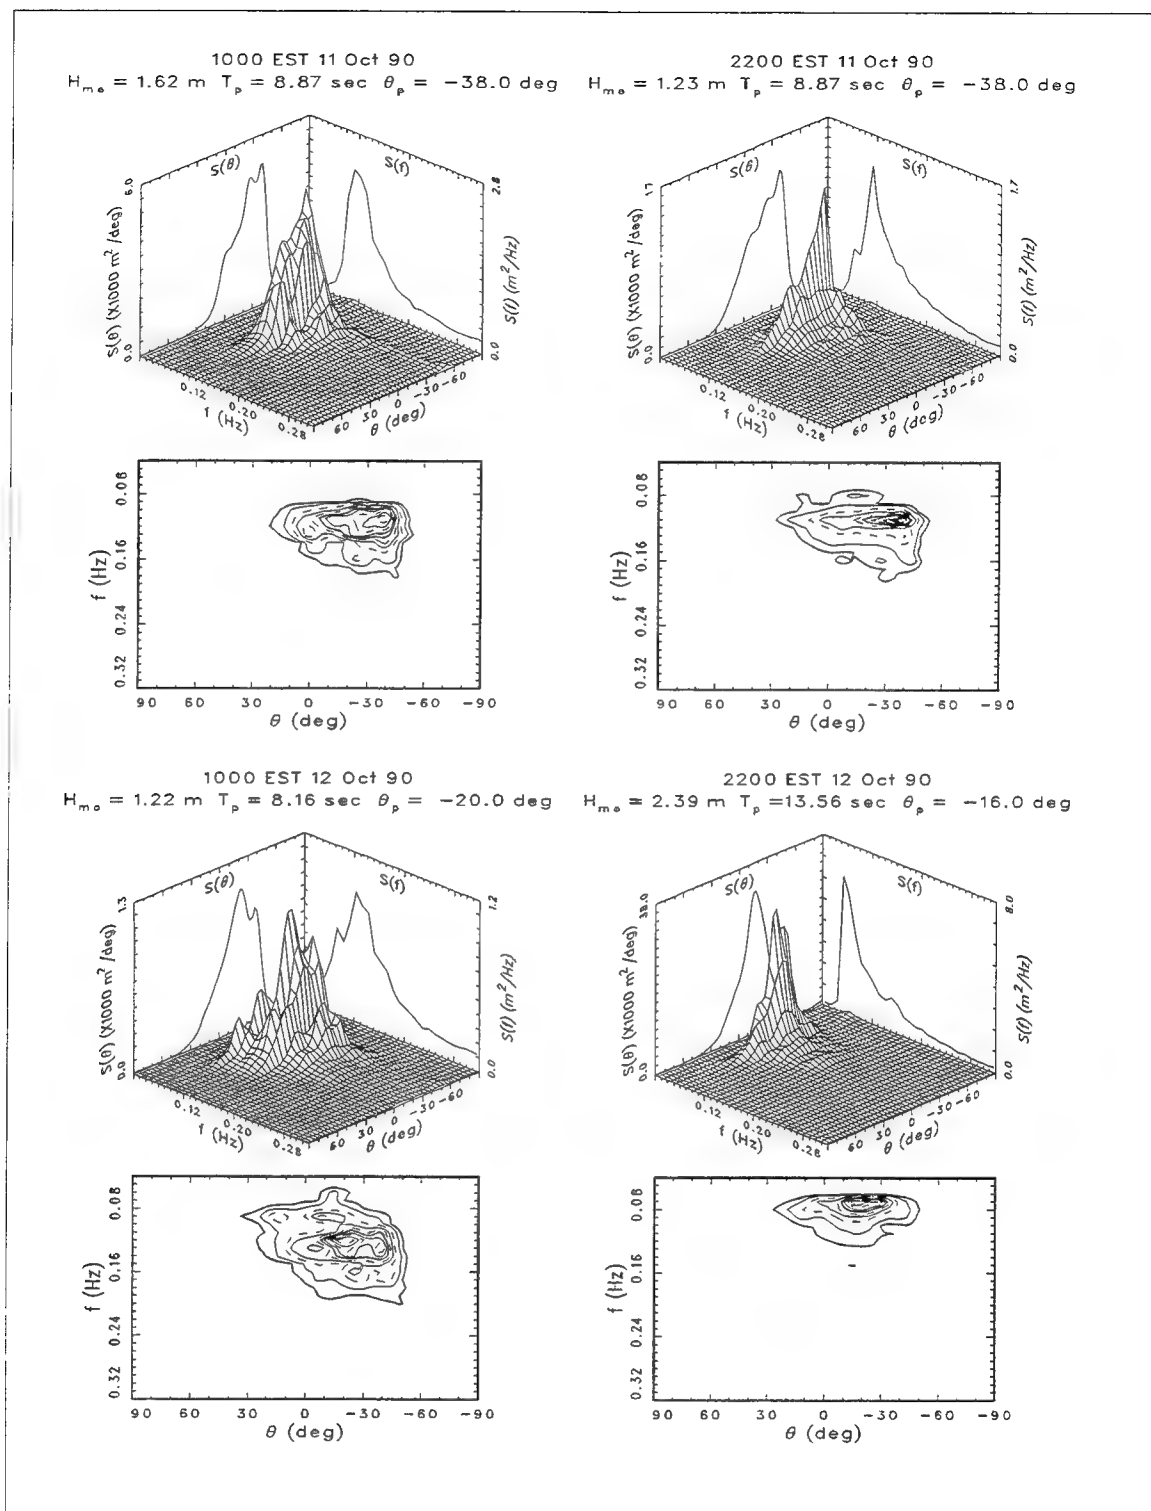 1000 EST 11 Oct 90
H_mo = 1.62 m T_p = 8.87 sec θ_p = −38.0 deg
S(θ)
S(f)
6.0
0.0
S(θ) (X1000 m²/deg)
2.8
0.0
S(f) (m²/Hz)
0.12
0.20
0.28
f (Hz)
60 30 0 −30 −60
θ (deg)
0.08
0.16
0.24
0.32
f (Hz)
90 60 30 0 −30 −60 −90
θ (deg)
2200 EST 11 Oct 90
H_mo = 1.23 m T_p = 8.87 sec θ_p = −38.0 deg
S(θ)
S(f)
0.0
S(θ) (X1000 m²/deg)
1.7
0.0
S(f) (m²/Hz)
0.12
0.20
0.28
f (Hz)
60 30 0 −30 −60
θ (deg)
0.08
0.16
0.24
0.32
f (Hz)
90 60 30 0 −30 −60 −90
θ (deg)
1000 EST 12 Oct 90
H_mo = 1.22 m T_p = 8.16 sec θ_p = −20.0 deg
S(θ)
S(f)
1.3
0.0
S(θ) (X1000 m²/deg)
1.2
0.0
S(f) (m²/Hz)
0.12
0.20
0.28
f (Hz)
60 30 0 −30 −60
θ (deg)
0.08
0.16
0.24
0.32
f (Hz)
90 60 30 0 −30 −60 −90
θ (deg)
2200 EST 12 Oct 90
H_mo = 2.39 m T_p =13.56 sec θ_p = −16.0 deg
S(θ)
S(f)
38.0
0.0
S(θ) (X1000 m²/deg)
8.0
0.0
S(f) (m²/Hz)
0.12
0.20
0.28
f (Hz)
60 30 0 −30 −60
θ (deg)
0.08
0.16
0.24
0.32
f (Hz)
90 60 30 0 −30 −60 −90
θ (deg)